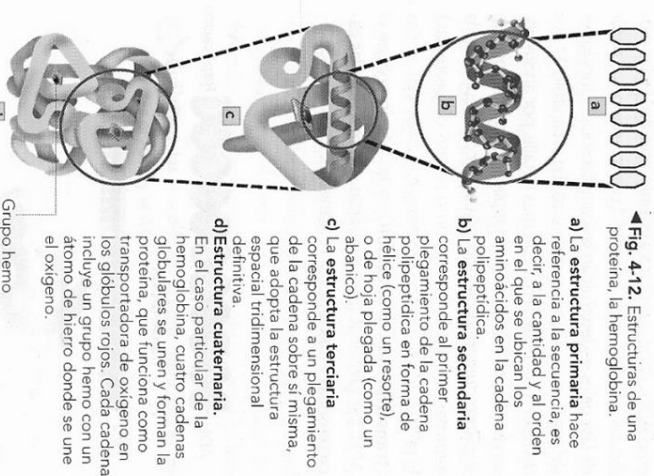 ◄Fig. 4-12. Estructuras de una
proteína, la hemoglobina.
a) La estructura primaria hace
referencia a la secuencia, es
decir, a la cantidad y al orden
en el que se ubican los
aminoácidos en la cadena
polipeptídica.
b) La estructura secundaria
corresponde al primer
plegamiento de la cadena
polipeptídica en forma de
hélice (como un resorte),
o de hoja plegada (como un
abanico).
c) La estructura terciaria
corresponde a un plegamiento
de la cadena sobre sí misma,
que adopta la estructura
espacial tridimensional
definitiva.
d) Estructura cuaternaria.
En el caso particular de la
hemoglobina, cuatro cadenas
globulares se unen y forman la
proteína, que funciona como
transportadora de oxígeno en
los glóbulos rojos. Cada cadena
incluye un grupo hemo con un
átomo de hierro donde se une
el oxígeno.
a
b
c
Grupo hemo